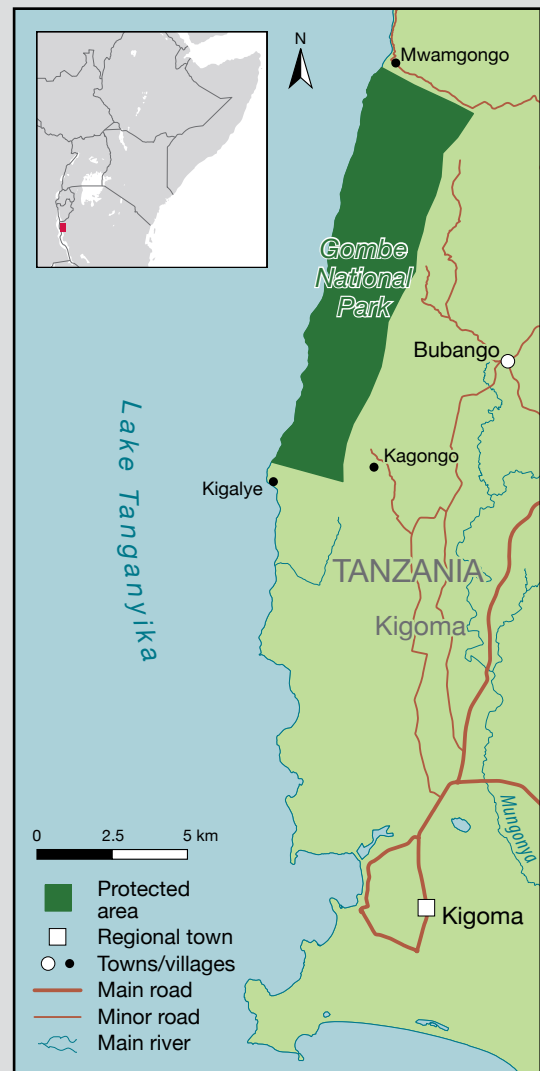 N
Mwamgongo
Gombe
National
Park
Bubango
Lake Tanganyika
Kagongo
Kigalye
TANZANIA
Kigoma
0 2.5 5 km
Mungonya
Protected
area
Regional town
Kigoma
Towns/villages
Main road
Minor road
Main river